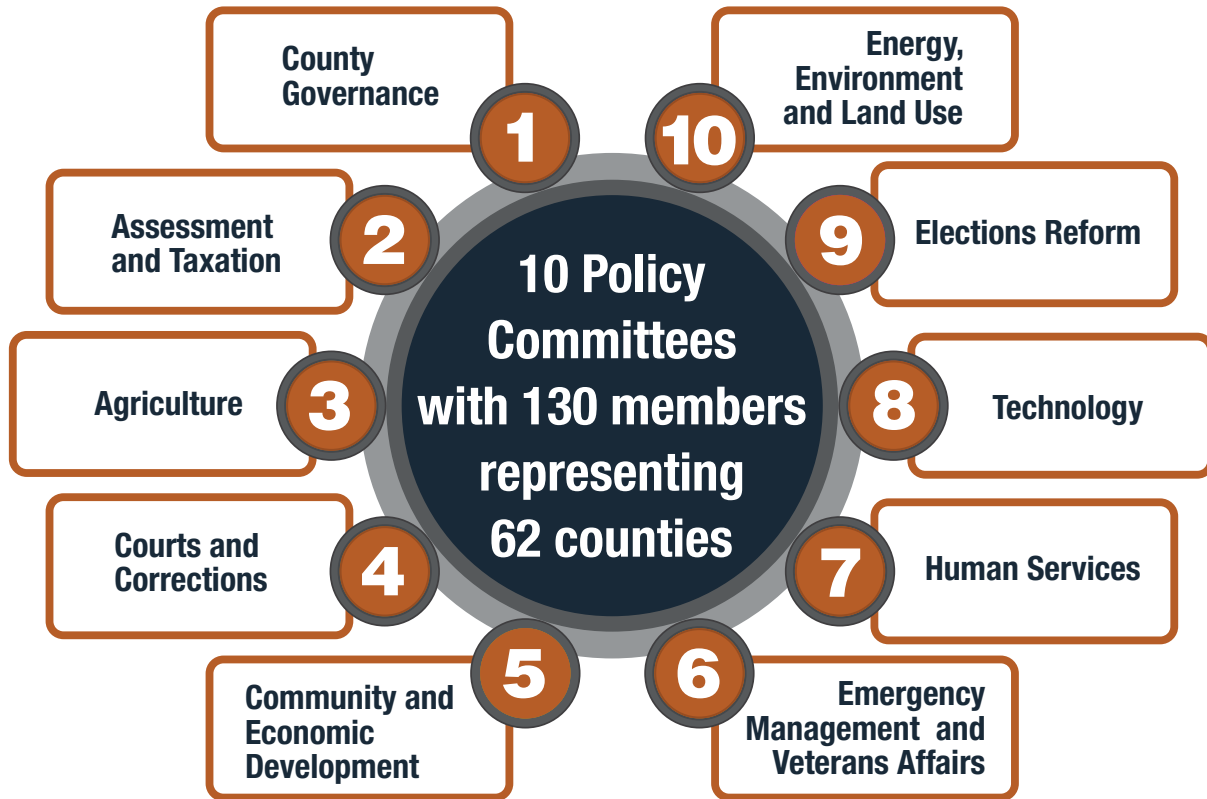 10 Policy
Committees
with 130 members
representing
62 counties
1
County
Governance
2
Assessment
and Taxation
3
Agriculture
4
Courts and
Corrections
5
Community and
Economic
Development
6
Emergency
Management and
Veterans Affairs
7
Human Services
8
Technology
9
Elections Reform
10
Energy,
Environment
and Land Use